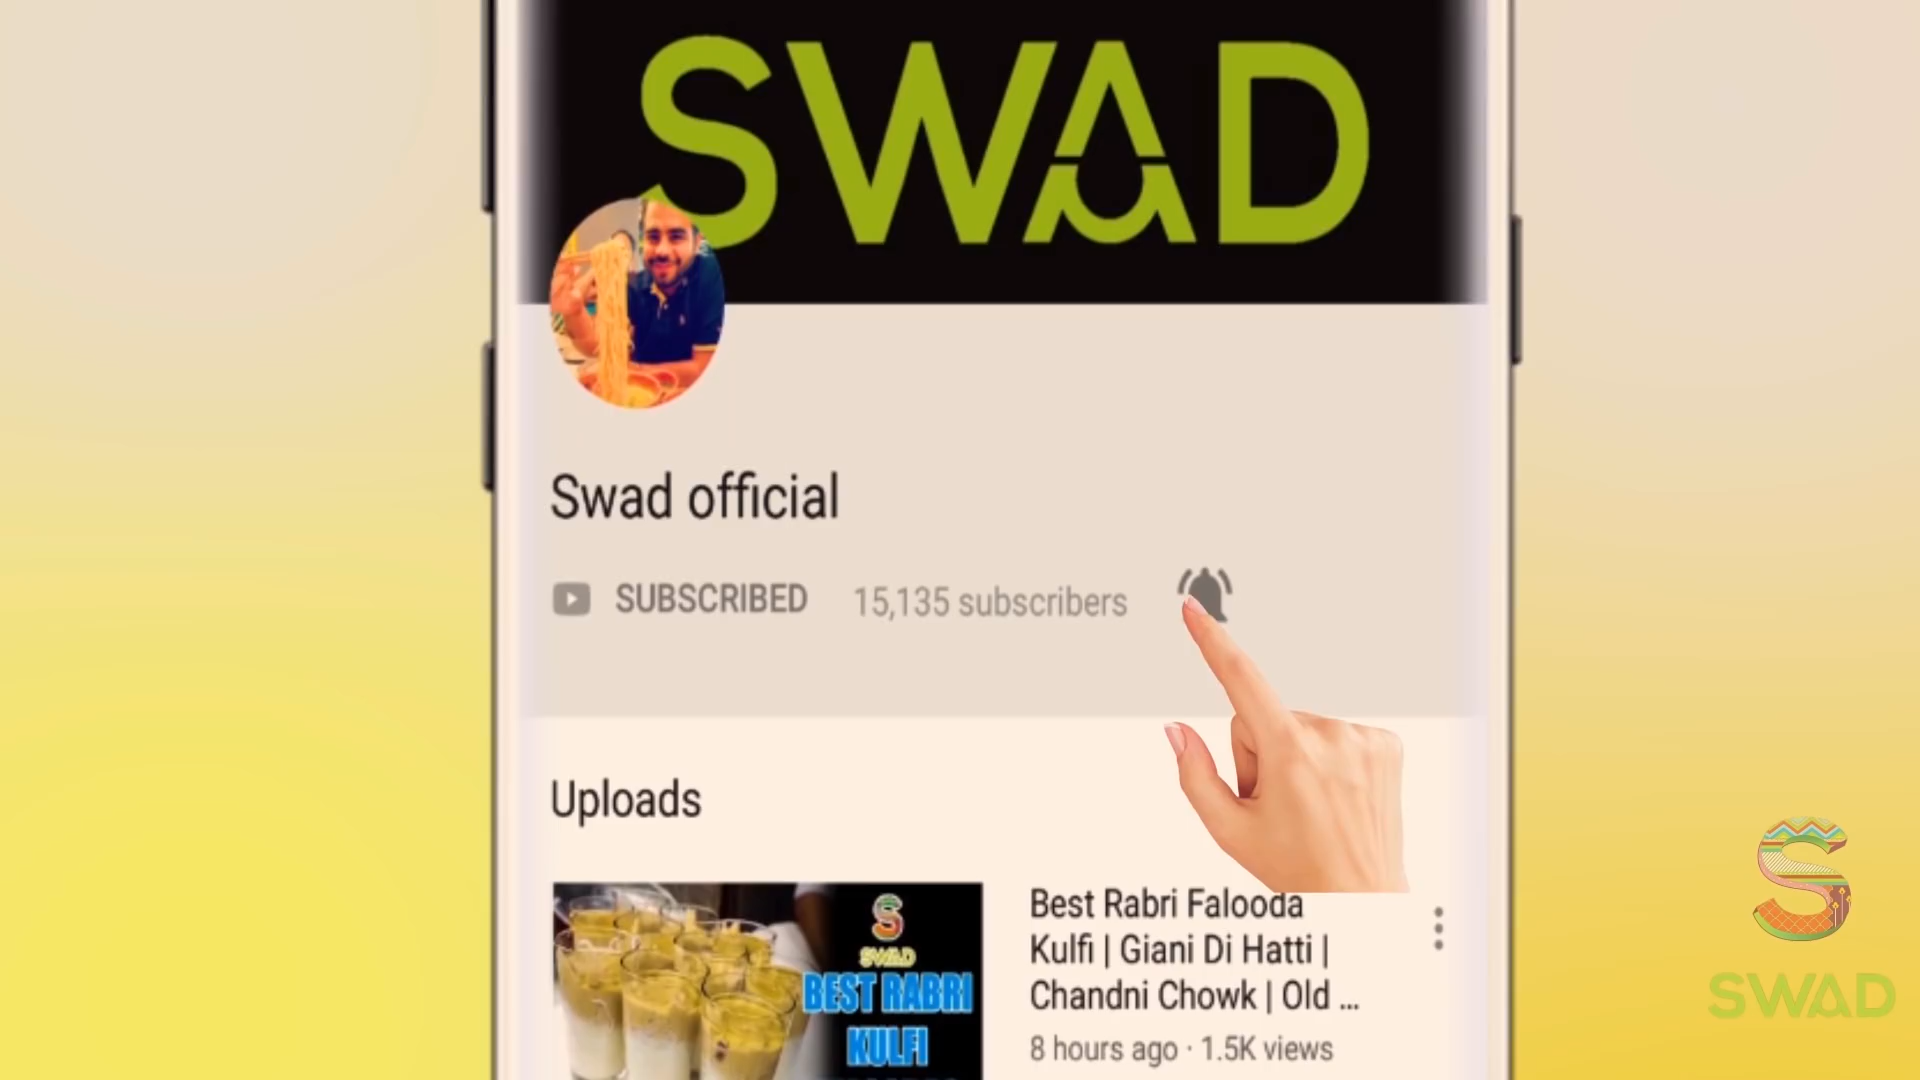 SWAD
Swad official
SUBSCRIBED 15,135 subscribers
Uploads
Best Rabri Falooda
Kulfi | Giani Di Hatti |
Chandni Chowk | Old ...
8 hours ago · 1.5K views
S
SWAD
BEST RABRI
KULFI
S
SWAD